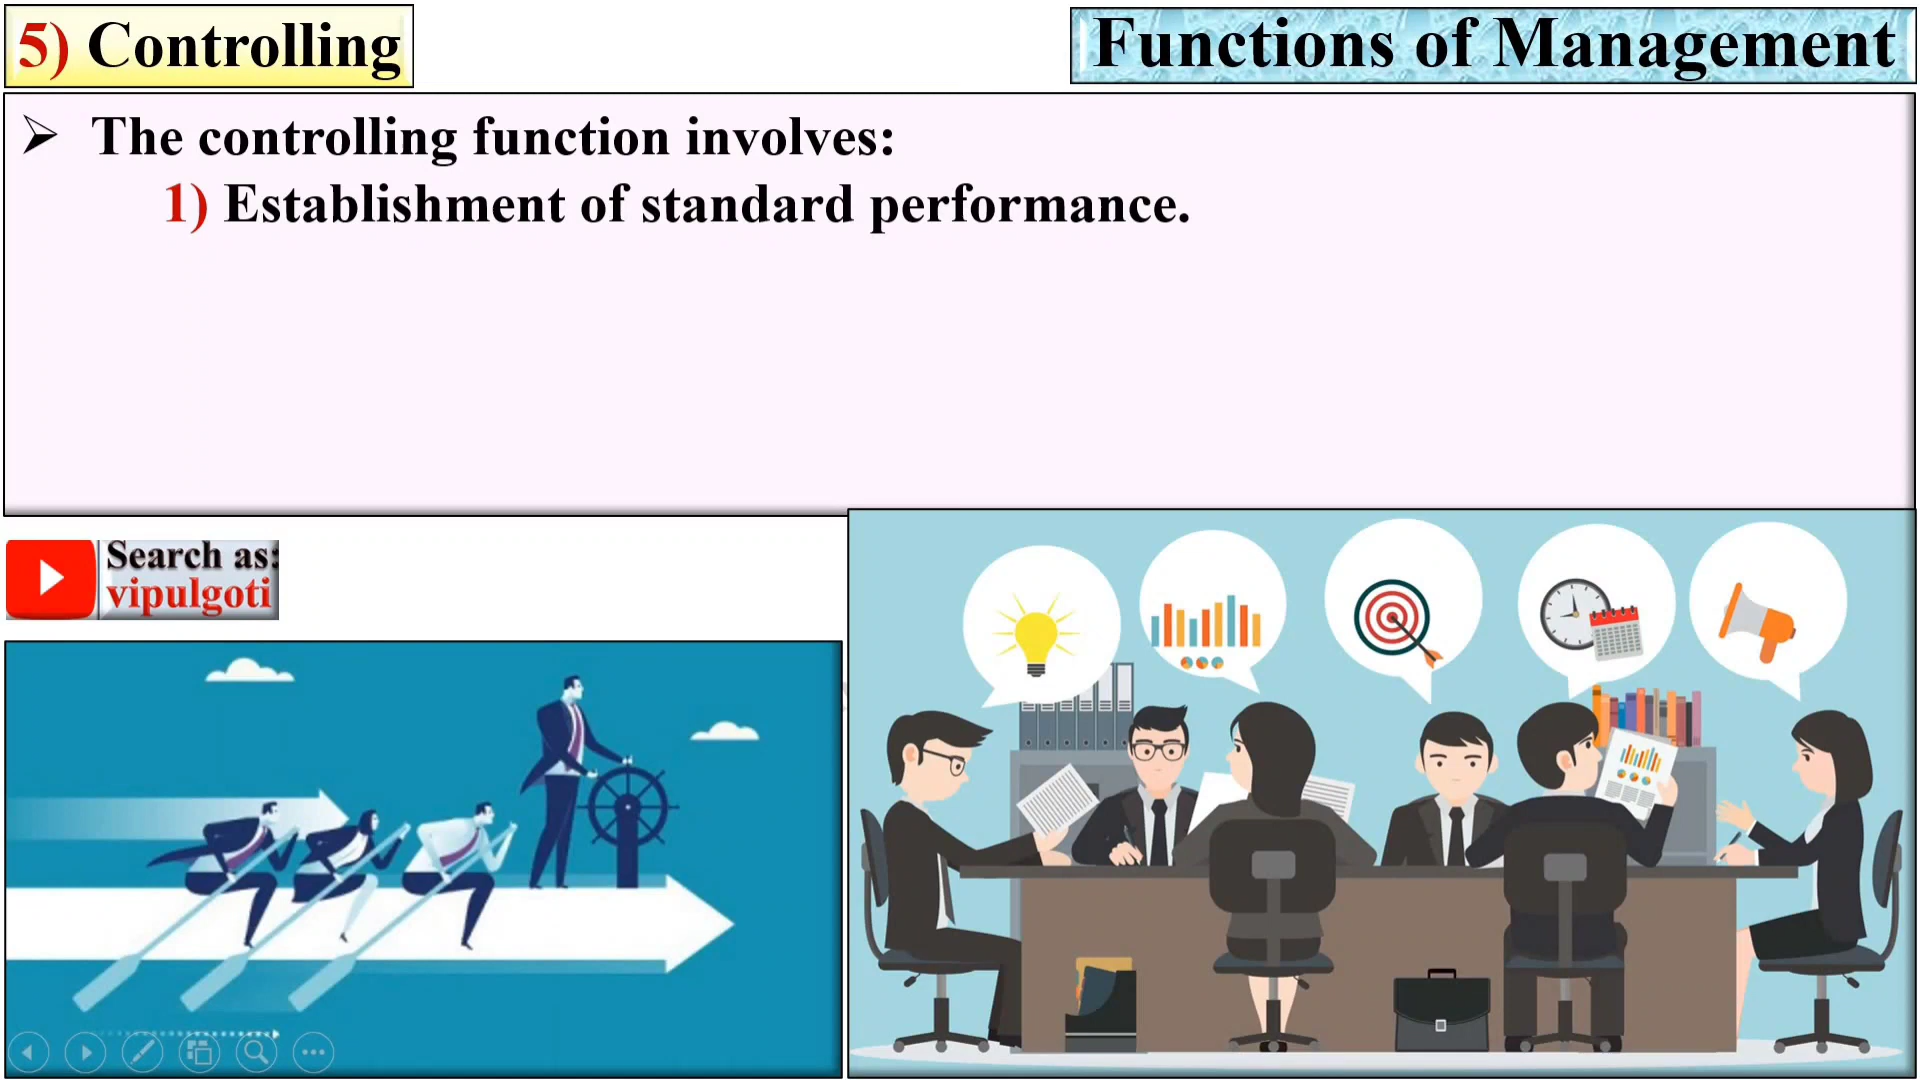 5) Controlling
Functions of Management
➢ The controlling function involves:
1) Establishment of standard performance.
Search as:
vipulgoti